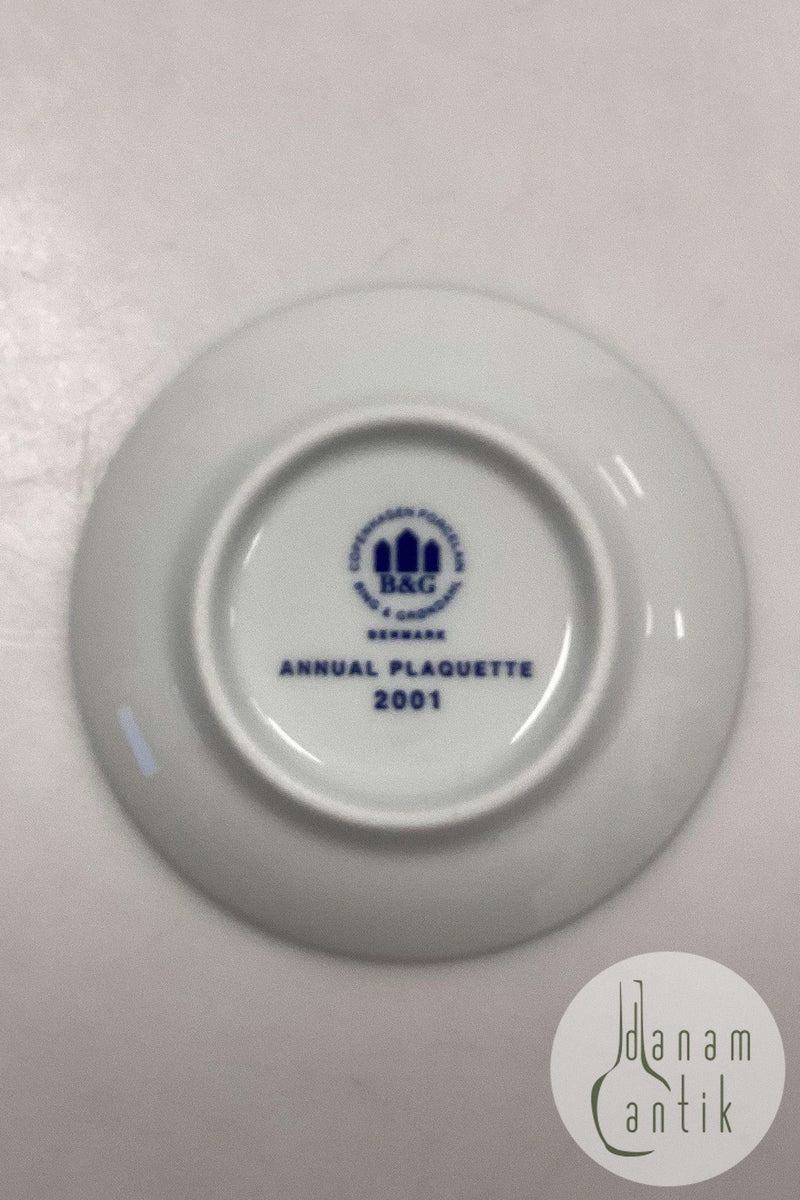 COPENHAGEN PORCELAIN
B&G
BING & GRØNDAHL
DENMARK
ANNUAL PLAQUETTE
2001
danam
antik